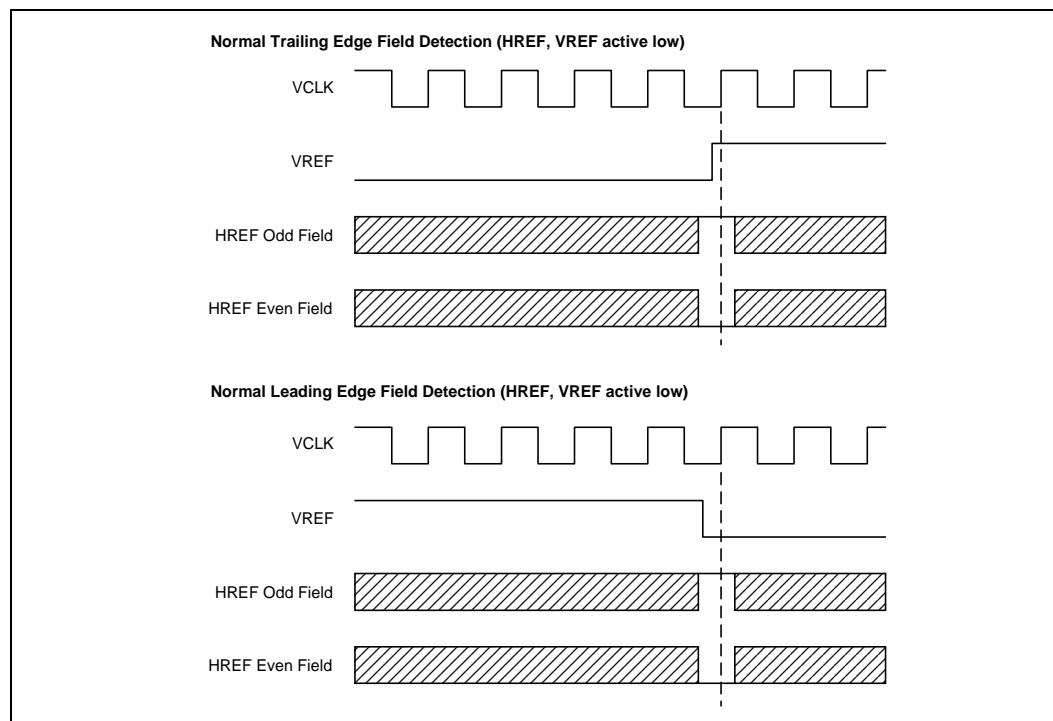 Normal Trailing Edge Field Detection (HREF, VREF active low)
VCLK
VREF
HREF Odd Field
HREF Even Field
Normal Leading Edge Field Detection (HREF, VREF active low)
VCLK
VREF
HREF Odd Field
HREF Even Field